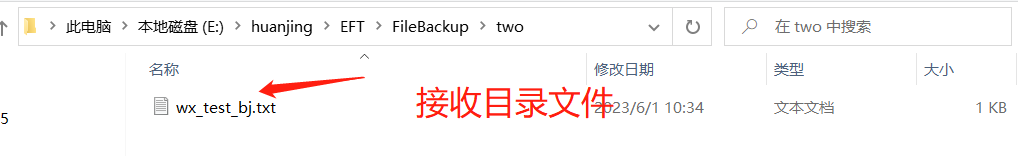 此电脑 > 本地磁盘 (E:) > huanjing > EFT > FileBackup > two
在 two 中搜索
名称 修改日期 类型 大小
wx_test_bj.txt 2023/6/1 10:34 文本文档 1 KB
接收目录文件
5